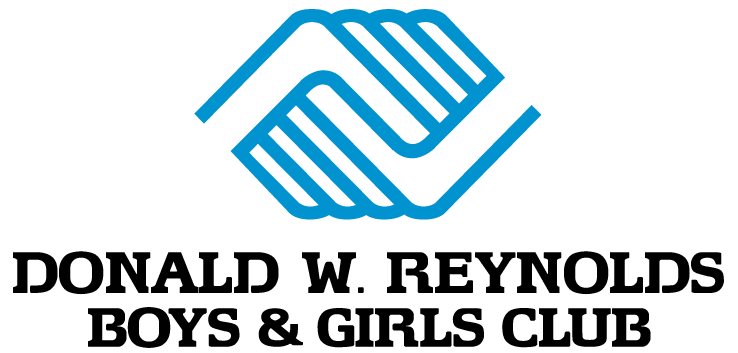 DONALD W. REYNOLDS
BOYS & GIRLS CLUB